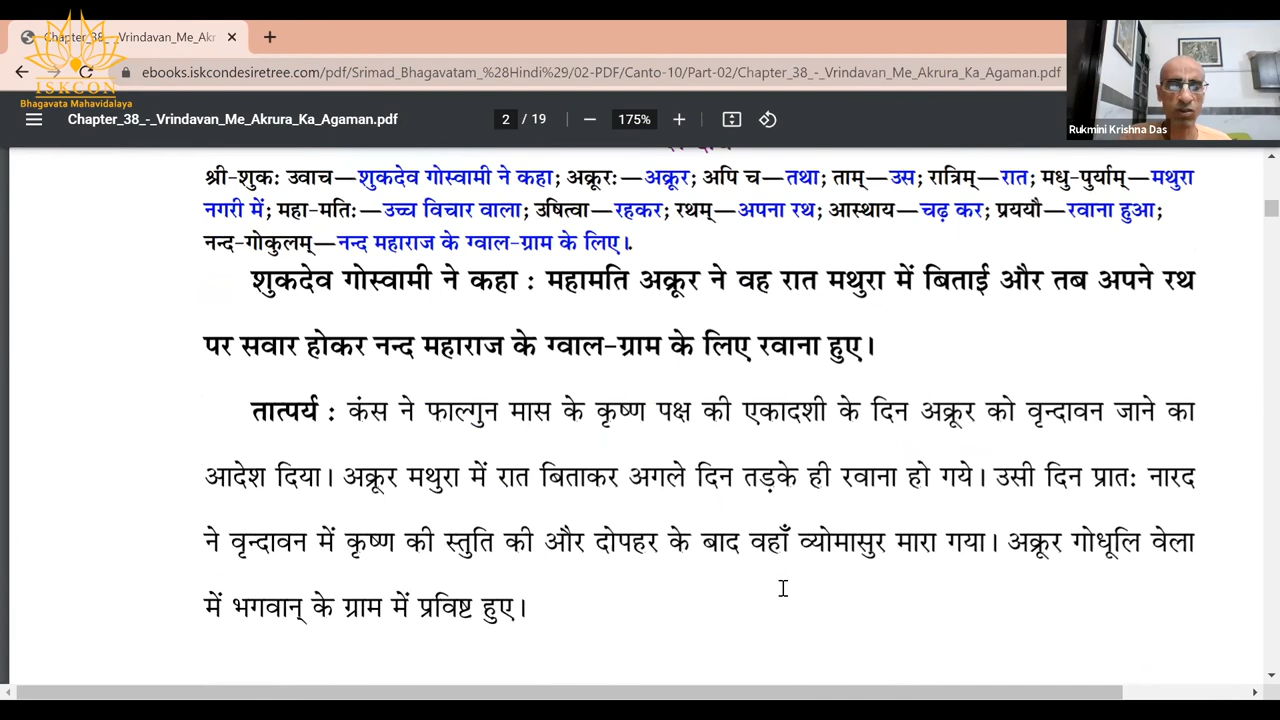 Chapter_38_-_Vrindavan_Me_Akr
ISKCON
Bhagavata Mahavidalaya
ebooks.iskcondesiretree.com/pdf/Srimad_Bhagavatam_%28Hindi%29/02-PDF/Canto-10/Part-02/Chapter_38_-_Vrindavan_Me_Akrura_Ka_Agaman.pdf
Chapter_38_-_Vrindavan_Me_Akrura_Ka_Agaman.pdf
2 / 19
175%
Rukmini Krishna Das
श्री-शुकः उवाच—शुकदेव गोस्वामी ने कहा; अक्रूरः—अक्रूर; अपि च—तथा; ताम्—उस; रात्रिम्—रात; मधु-पुर्याम्—मथुरा
नगरी में; महा-मतिः—उच्च विचार वाला; उषित्वा—रहकर; रथम्—अपना रथ; आस्थाय—चढ़ कर; प्रययौ—रवाना हुआ;
नन्द-गोकुलम्—नन्द महाराज के ग्वाल-ग्राम के लिए।.
शुकदेव गोस्वामी ने कहा : महामति अक्रूर ने वह रात मथुरा में बिताई और तब अपने रथ
पर सवार होकर नन्द महाराज के ग्वाल-ग्राम के लिए रवाना हुए।
तात्पर्य : कंस ने फाल्गुन मास के कृष्ण पक्ष की एकादशी के दिन अक्रूर को वृन्दावन जाने का
आदेश दिया। अक्रूर मथुरा में रात बिताकर अगले दिन तड़के ही रवाना हो गये। उसी दिन प्रातः नारद
ने वृन्दावन में कृष्ण की स्तुति की और दोपहर के बाद वहाँ व्योमासुर मारा गया। अक्रूर गोधूलि वेला
में भगवान् के ग्राम में प्रविष्ट हुए।